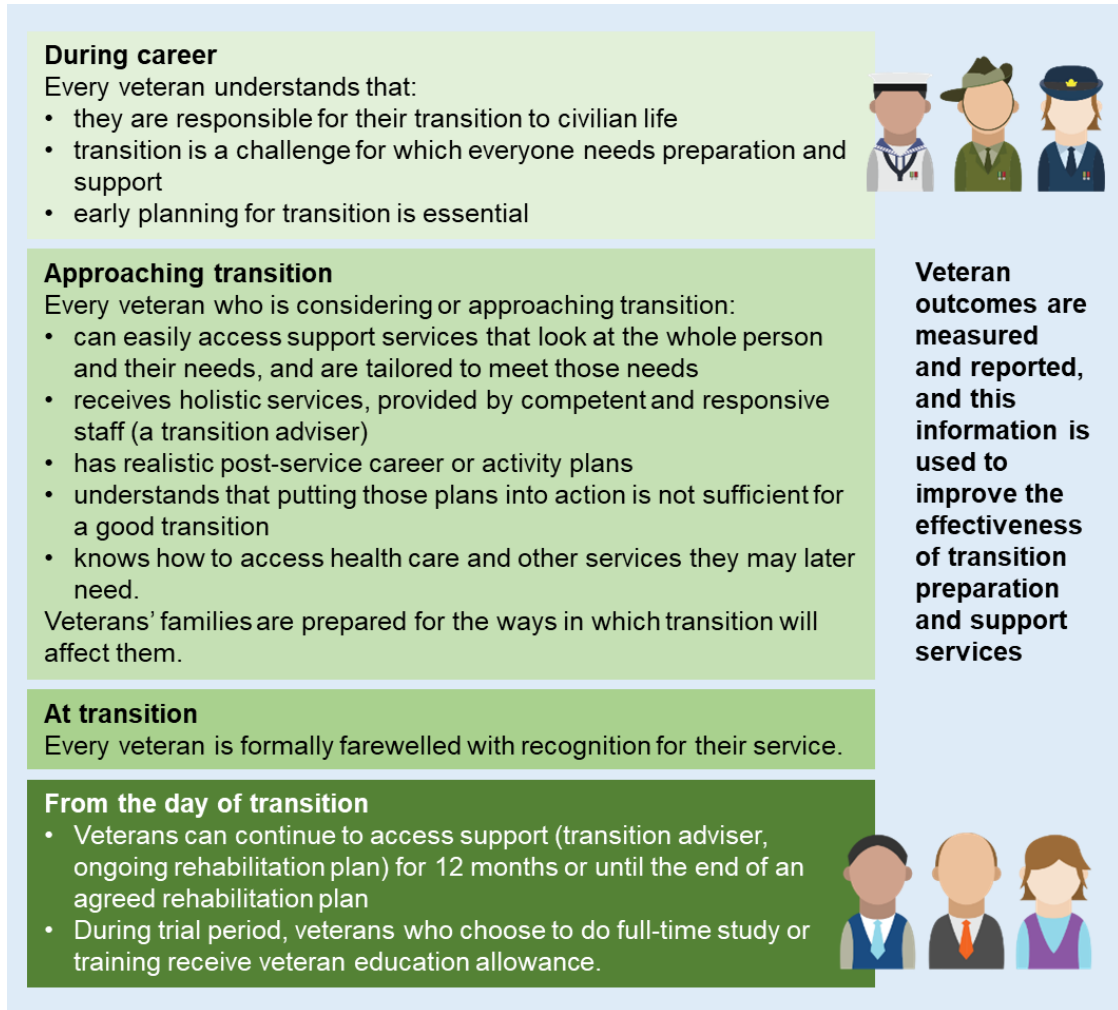 During career
Every veteran understands that:
• they are responsible for their transition to civilian life
• transition is a challenge for which everyone needs preparation and
support
• early planning for transition is essential
Approaching transition
Every veteran who is considering or approaching transition:
• can easily access support services that look at the whole person
and their needs, and are tailored to meet those needs
• receives holistic services, provided by competent and responsive
staff (a transition adviser)
• has realistic post-service career or activity plans
• understands that putting those plans into action is not sufficient for
a good transition
• knows how to access health care and other services they may later
need.
Veterans’ families are prepared for the ways in which transition will
affect them.
At transition
Every veteran is formally farewelled with recognition for their service.
From the day of transition
• Veterans can continue to access support (transition adviser,
ongoing rehabilitation plan) for 12 months or until the end of an
agreed rehabilitation plan
• During trial period, veterans who choose to do full-time study or
training receive veteran education allowance.
Veteran
outcomes are
measured
and reported,
and this
information is
used to
improve the
effectiveness
of transition
preparation
and support
services